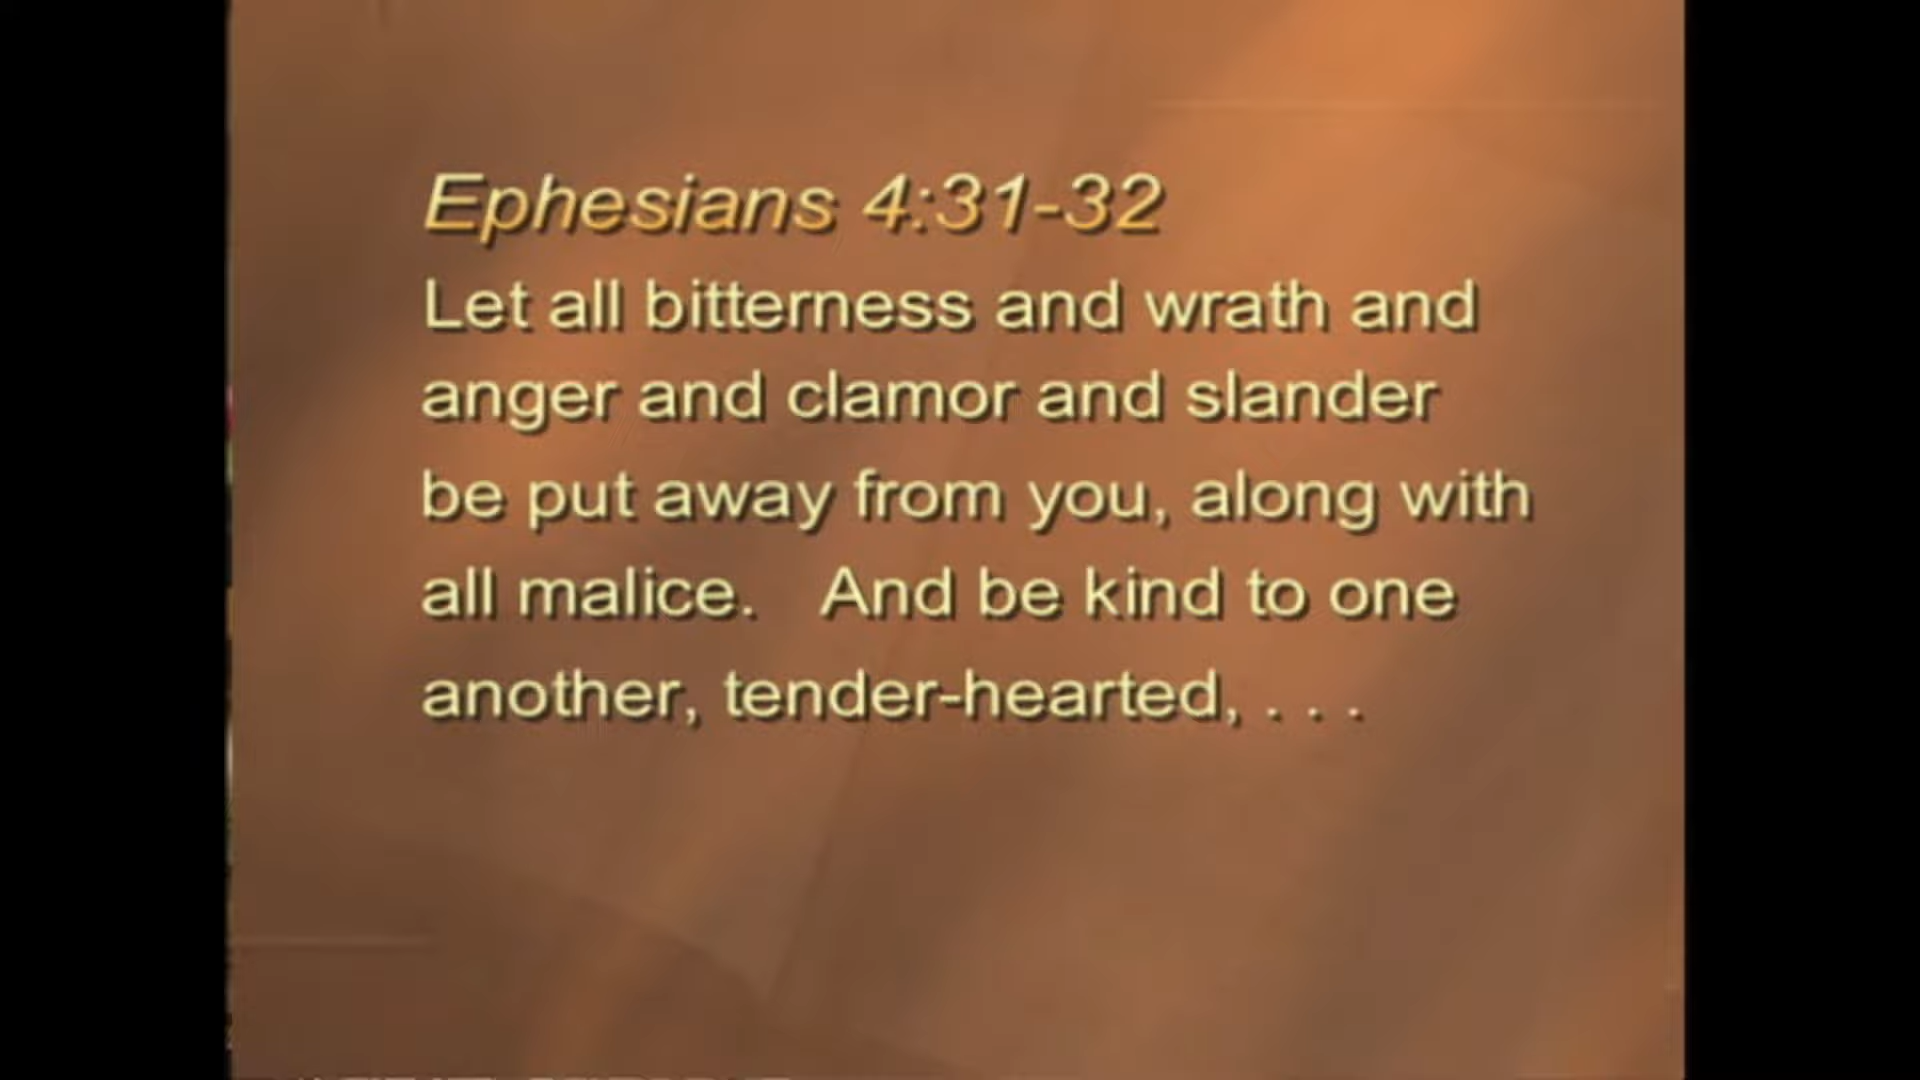 Ephesians 4:31-32
Let all bitterness and wrath and
anger and clamor and slander
be put away from you, along with
all malice. And be kind to one
another, tender-hearted, . . .